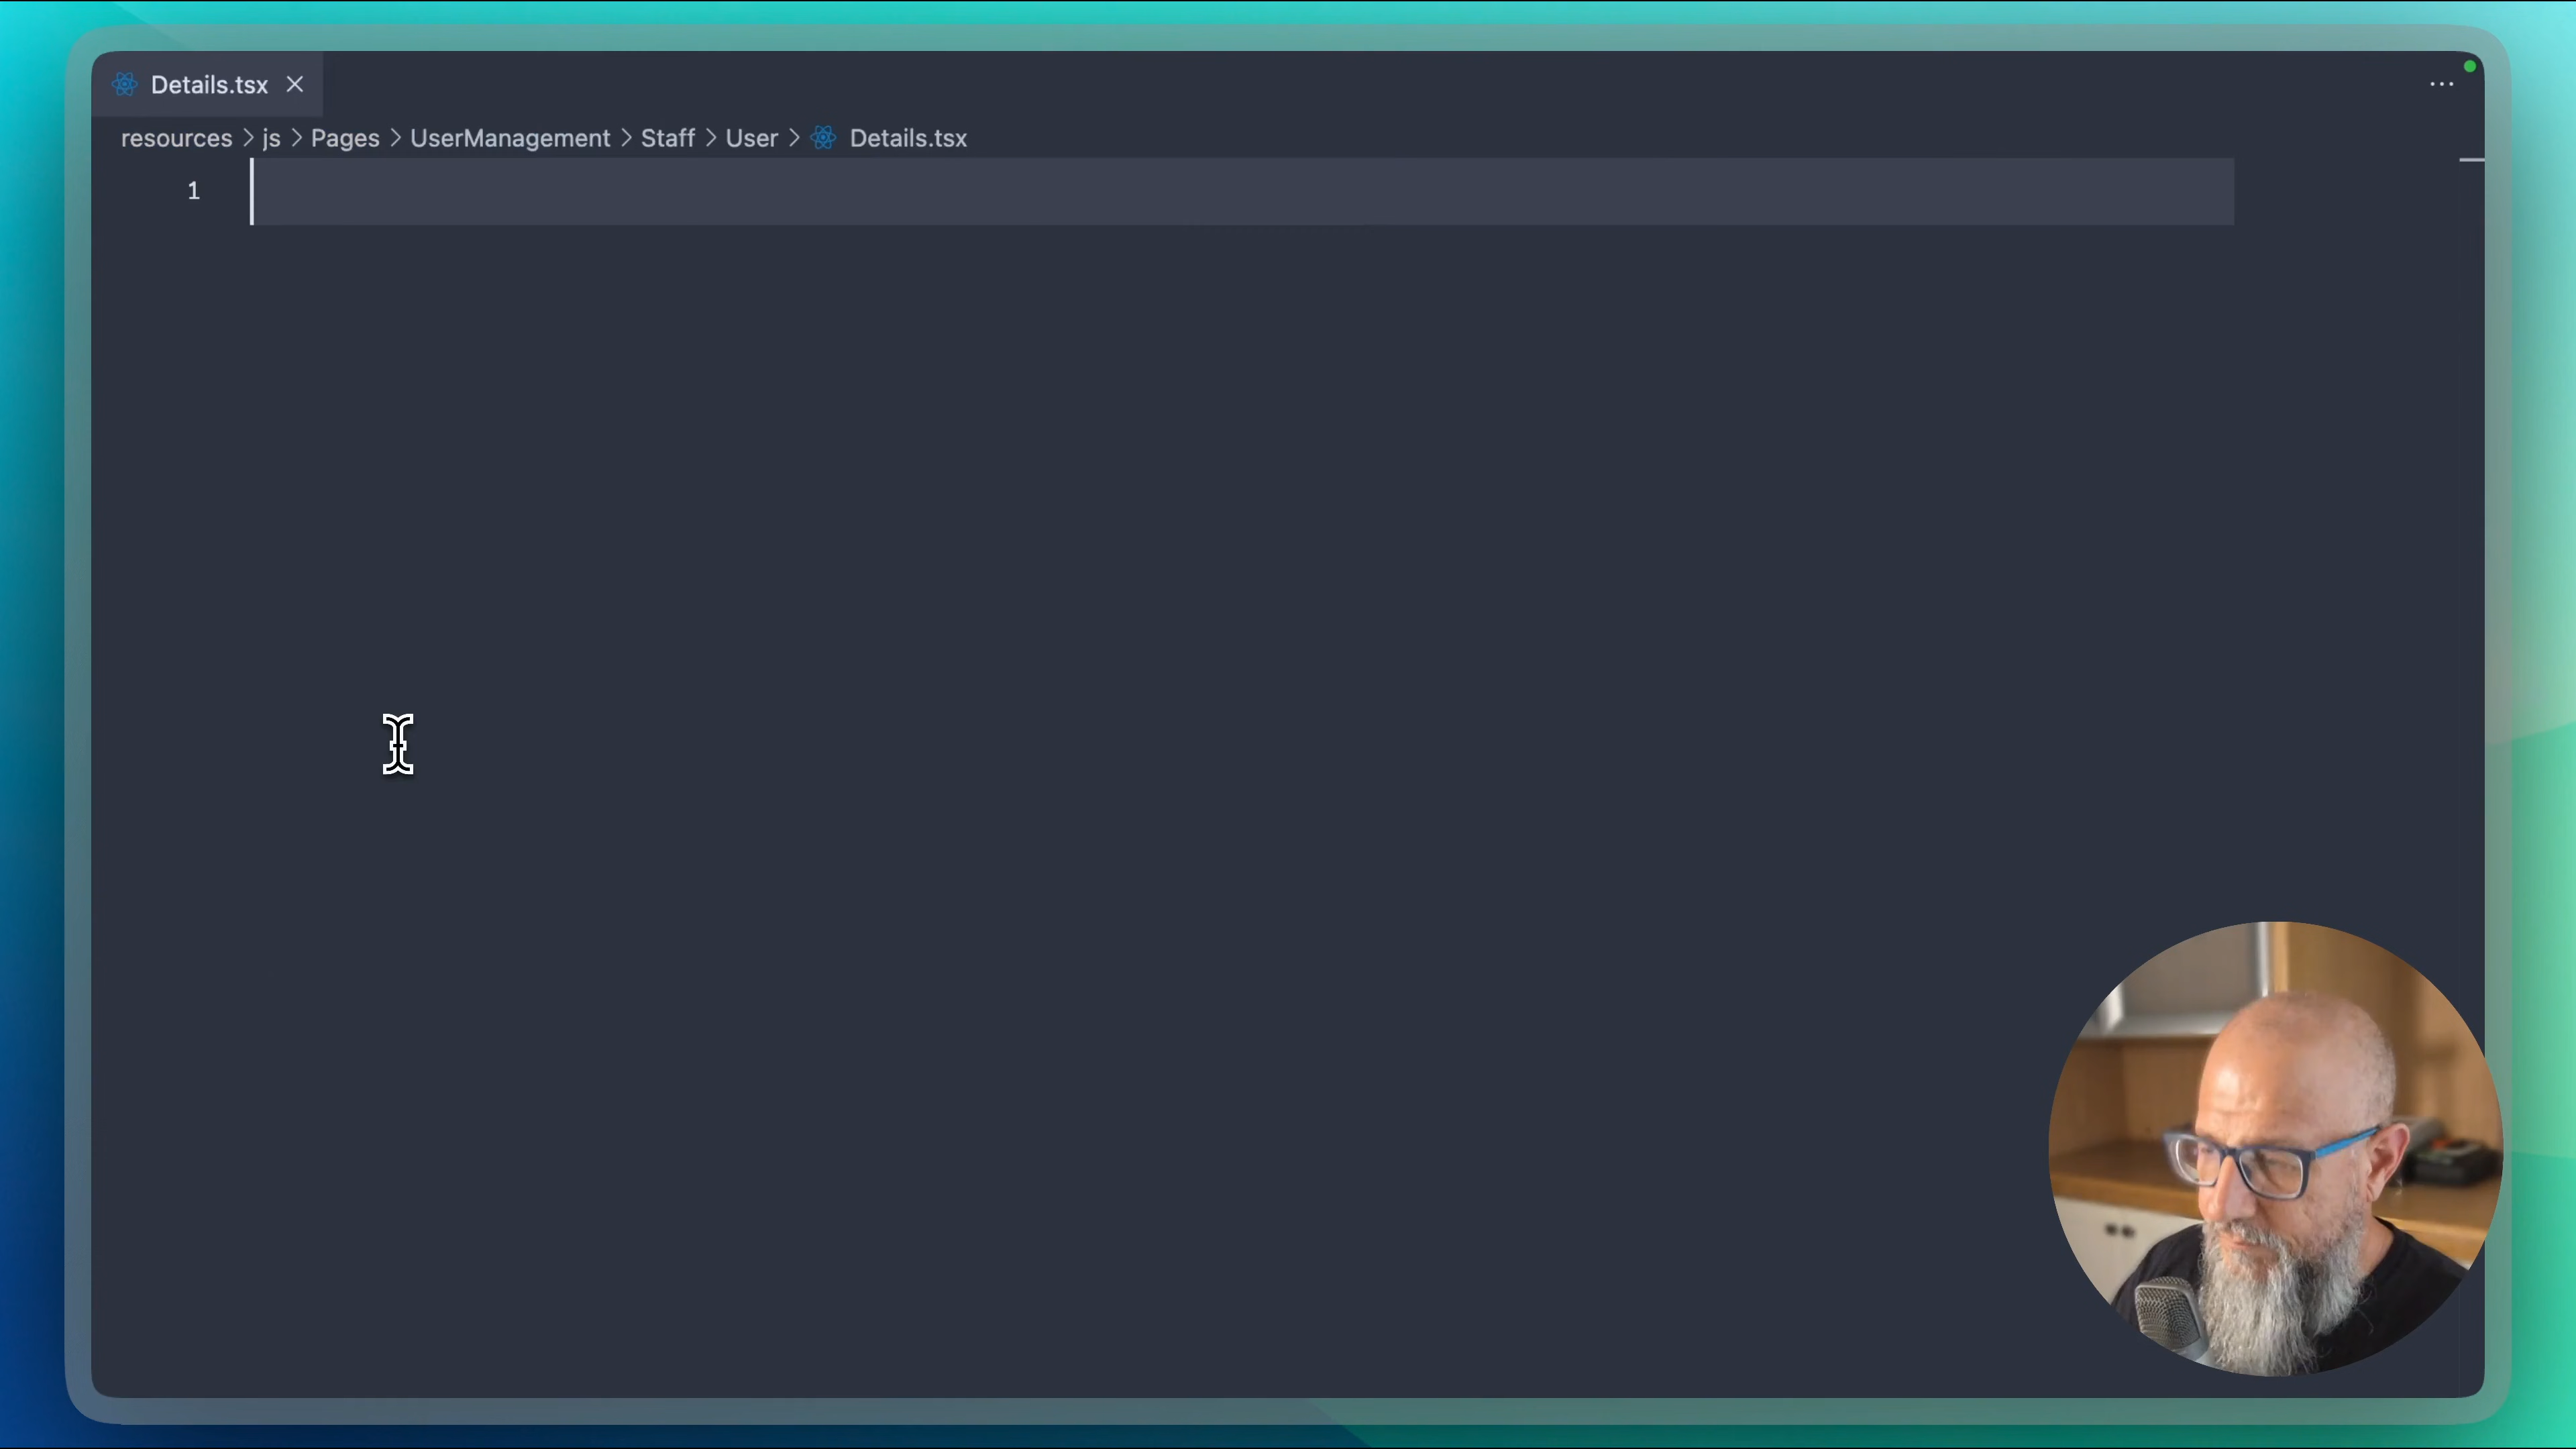 Details.tsx
resources > js > Pages > UserManagement > Staff > User > Details.tsx
1